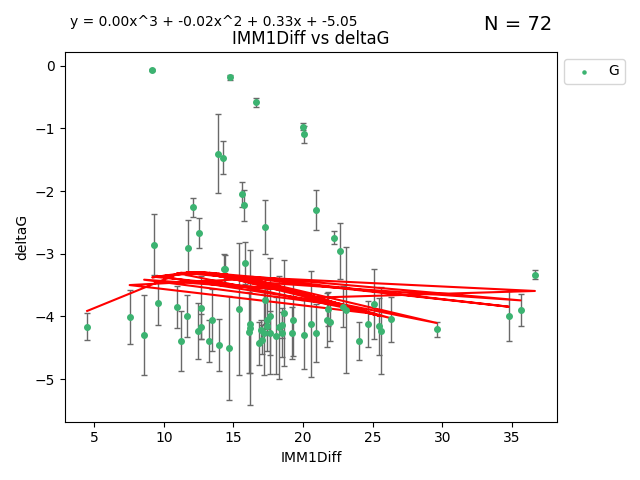 y = 0.00x^3 + -0.02x^2 + 0.33x + -5.05
N = 72
IMM1Diff vs deltaG
G
deltaG
0
−1
−2
−3
−4
−5
5 10 15 20 25 30 35
IMM1Diff